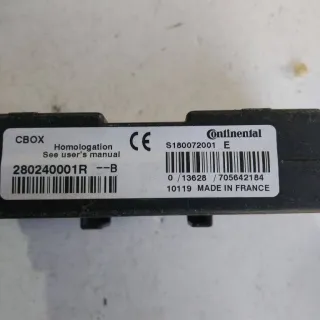 CBOX
Homologation
See user's manual
280240001R --B
CE
Continental
S180072001 E
0 / 13628 / 705642184
10119 MADE IN FRANCE